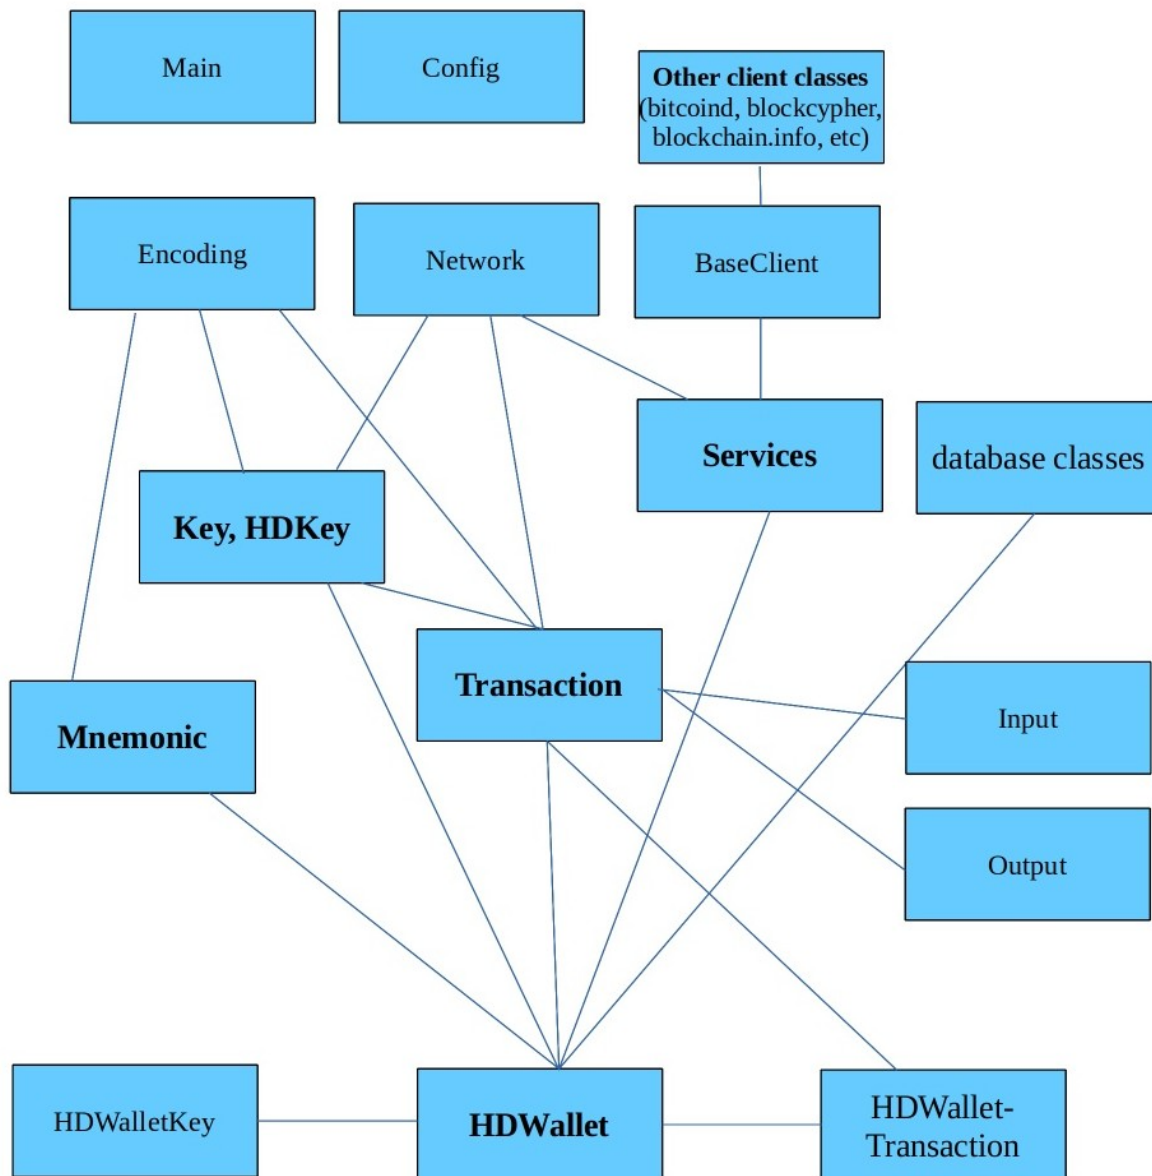 Main
Config
Other client classes
(bitcoind, blockcypher,
blockchain.info, etc)
Encoding
Network
BaseClient
Services
database classes
Key, HDKey
Transaction
Mnemonic
Input
Output
HDWalletKey
HDWallet
HDWallet-
Transaction